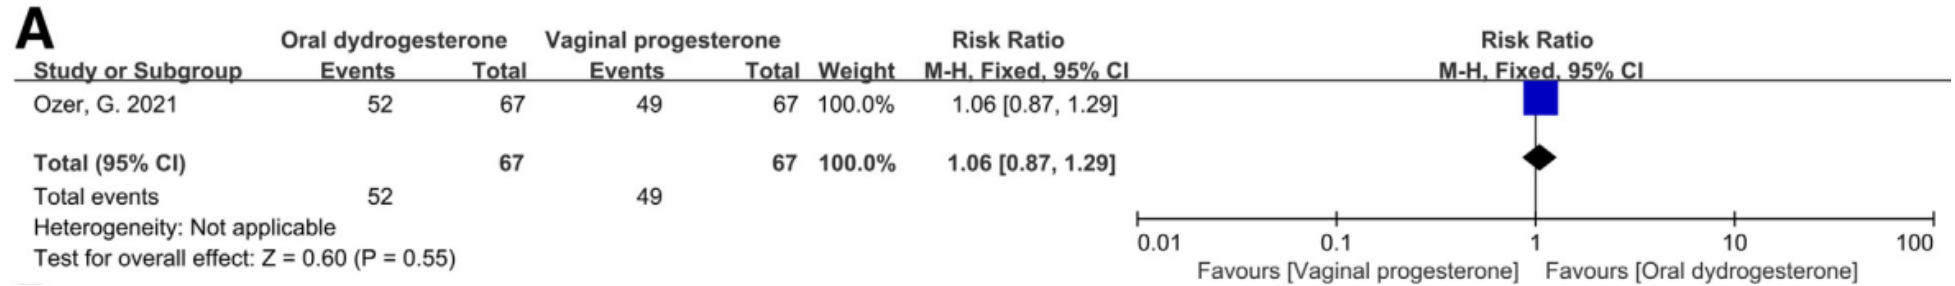 A
Oral dydrogesterone Vaginal progesterone Risk Ratio Risk Ratio
Study or Subgroup Events Total Events Total Weight M-H, Fixed, 95% CI M-H, Fixed, 95% CI
Ozer, G. 2021 52 67 49 67 100.0% 1.06 [0.87, 1.29]
Total (95% CI) 67 67 100.0% 1.06 [0.87, 1.29]
Total events 52 49
Heterogeneity: Not applicable
Test for overall effect: Z = 0.60 (P = 0.55)
0.01 0.1 1 10 100
Favours [Vaginal progesterone] Favours [Oral dydrogesterone]